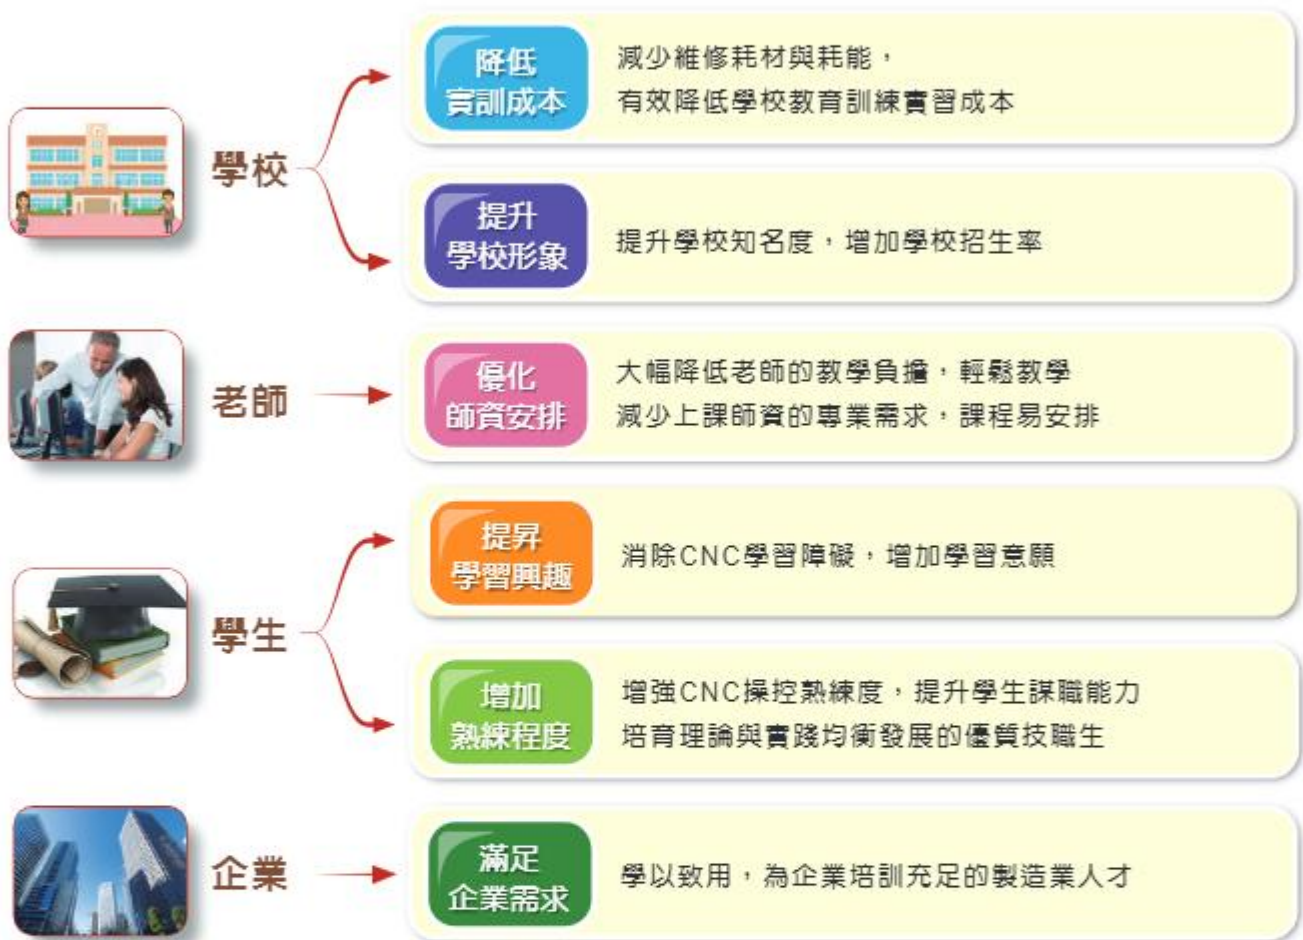 學校
降低
實訓成本
減少維修耗材與耗能，
有效降低學校教育訓練實習成本
提升
學校形象
提升學校知名度，增加學校招生率
老師
優化
師資安排
大幅降低老師的教學負擔，輕鬆教學
減少上課師資的專業需求，課程易安排
學生
提昇
學習興趣
消除CNC學習障礙，增加學習意願
增加
熟練程度
增強CNC操控熟練度，提升學生謀職能力
培育理論與實踐均衡發展的優質技職生
企業
滿足
企業需求
學以致用，為企業培訓充足的製造業人才